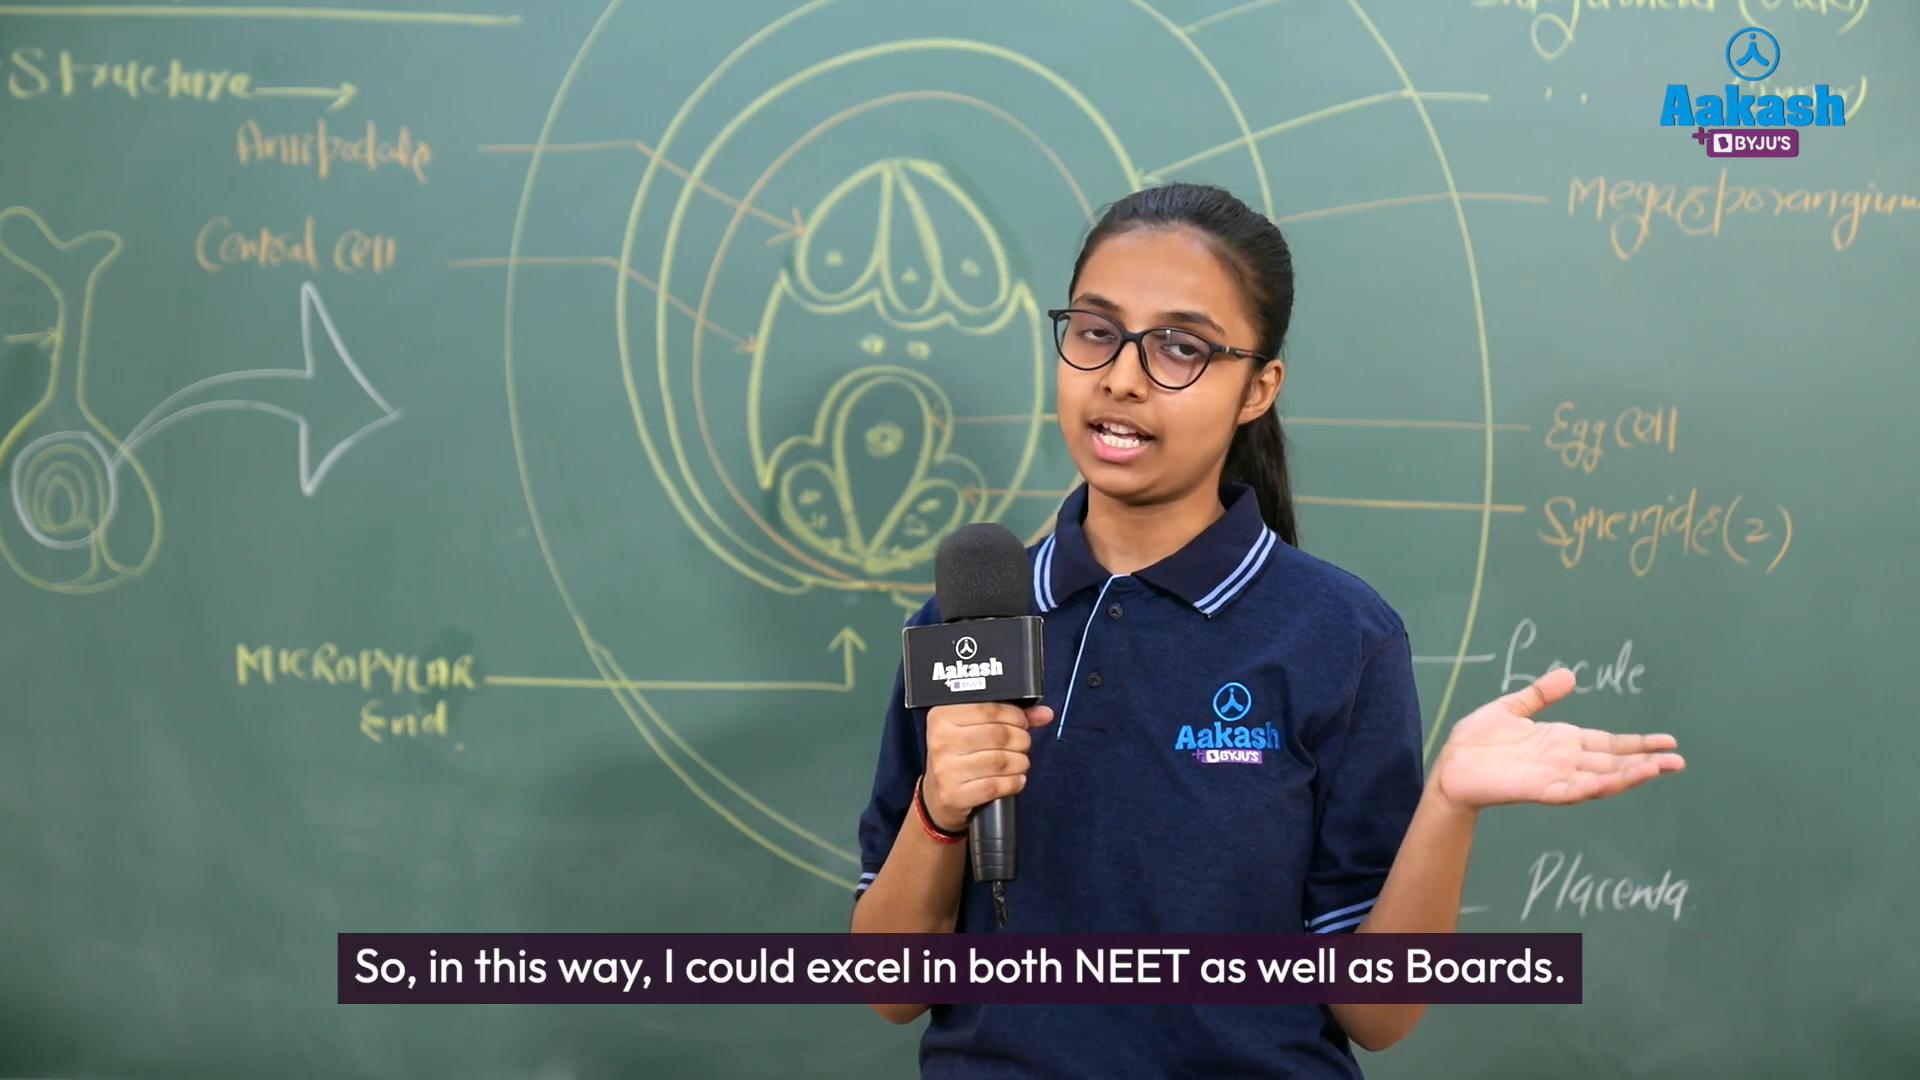 Structure
Antipodals
Central Cell
MICROPYLAR
End
Aakash
+BYJU'S
Megasporangium
Egg cell
Synergids(2)
Locule
Placenta
Aakash
+BYJU'S
Aakash
+BYJU'S
So, in this way, I could excel in both NEET as well as Boards.